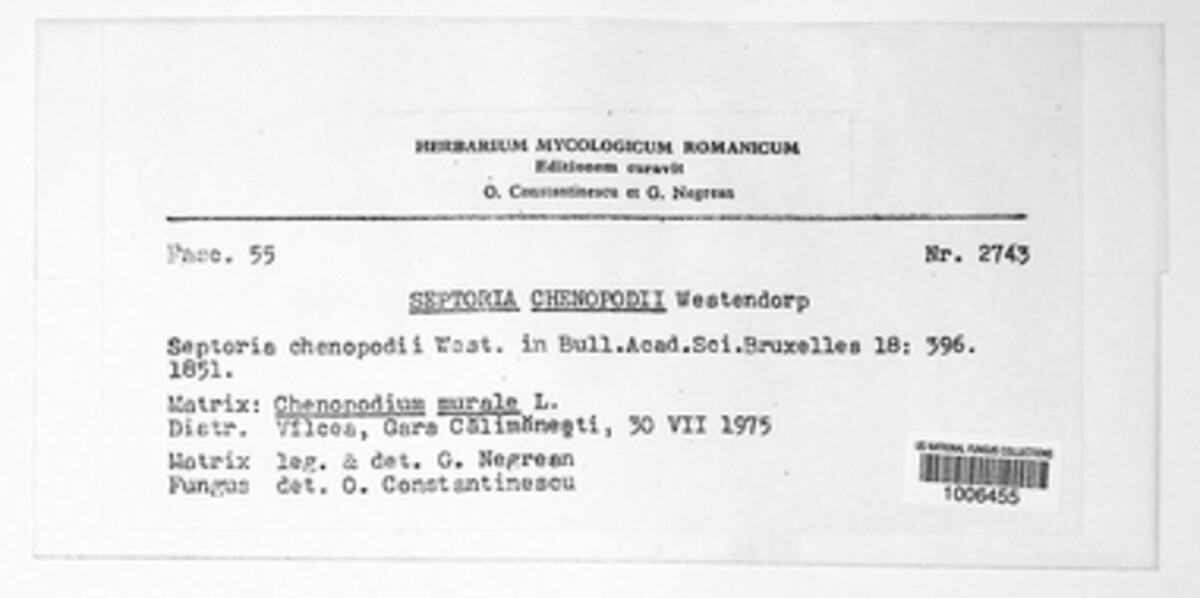 HERBARIUM MYCOLOGICUM ROMANICUM
Editionem curavit
O. Constantinescu et G. Negrean
Fasc. 55
Nr. 2743
SEPTORIA CHENOPODII Westendorp
Septoria chenopodii West. in Bull.Acad.Sci.Bruxelles 18: 396.
1851.
Matrix: Chenopodium murale L.
Distr. Vîlcea, Gara Călimănești, 30 VII 1975
Matrix leg. & det. G. Negrean
Fungus det. O. Constantinescu
US NATIONAL FUNGUS COLLECTIONS
1006455